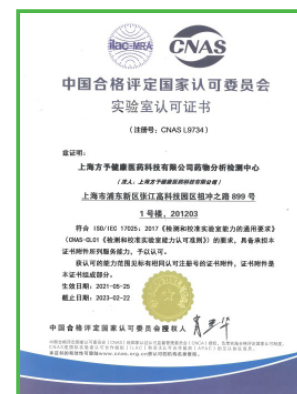 ilac-MRA
CNAS
中国合格评定国家认可委员会
实验室认可证书
(注册号:CNAS L9734)
兹证明:
上海方予健康医药科技有限公司药物分析检测中心
(法人:上海方予健康医药科技有限公司)
上海市浦东新区张江高科技园区祖冲之路 899 号
1 号楼,201203
符合 ISO/IEC 17025:2017《检测和校准实验室能力的通用要求》
(CNAS-CL01《检测和校准实验室能力认可准则》)的要求,具备承担本
证书附件所列服务能力,予以认可。
获认可的能力范围见标有相同认可注册号的证书附件,证书附件是
本证书组成部分。
生效日期:2021-05-25
截止日期:2023-02-22
中国合格评定国家认可委员会授权人